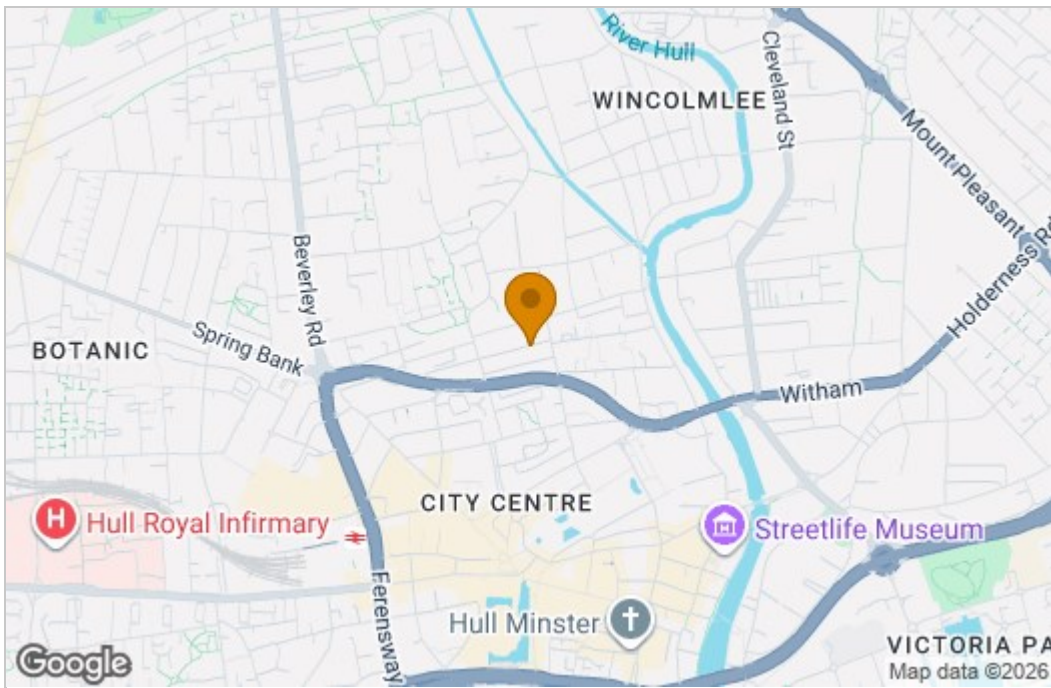 River Hull
Cleveland St
WINCOLMLEE
Mount Pleasant
Beverley Rd
Holderness Rd
Spring Bank
BOTANIC
Witham
CITY CENTRE
H Hull Royal Infirmary
Streetlife Museum
Ferensway
Hull Minster
VICTORIA PA
Google
Map data ©2026